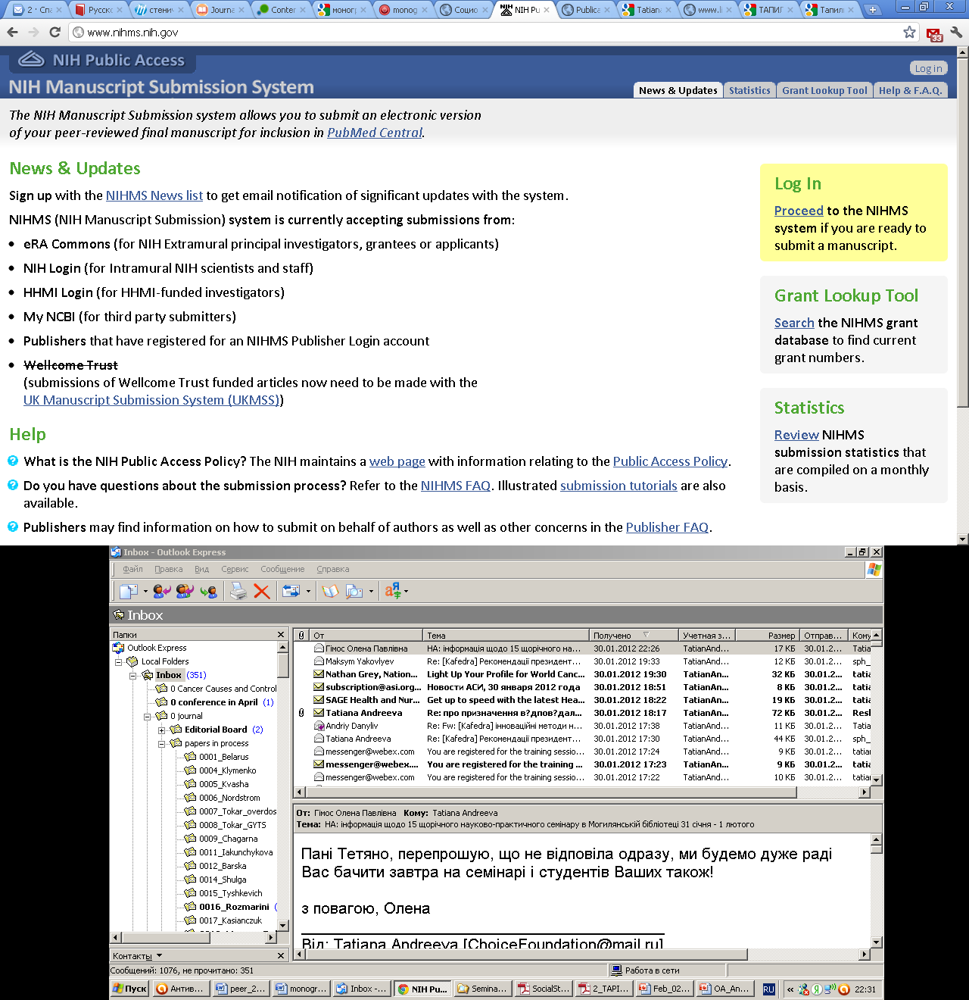 2 · Спа
Русско
стенич
Journa
Conter
моногр
monog
Социо
NIH Pu
Publica
Tatian
www.li
ТАПИЛ
Тапил
www.nihms.nih.gov
33
NIH Public Access
NIH Manuscript Submission System
Log in
News & Updates
Statistics
Grant Lookup Tool
Help & F.A.Q.
The NIH Manuscript Submission system allows you to submit an electronic version
of your peer-reviewed final manuscript for inclusion in PubMed Central.
News & Updates
Sign up with the NIHMS News list to get email notification of significant updates with the system.
NIHMS (NIH Manuscript Submission) system is currently accepting submissions from:
eRA Commons (for NIH Extramural principal investigators, grantees or applicants)
NIH Login (for Intramural NIH scientists and staff)
HHMI Login (for HHMI-funded investigators)
My NCBI (for third party submitters)
Publishers that have registered for an NIHMS Publisher Login account
Wellcome Trust
(submissions of Wellcome Trust funded articles now need to be made with the
UK Manuscript Submission System (UKMSS))
Help
What is the NIH Public Access Policy? The NIH maintains a web page with information relating to the Public Access Policy.
Do you have questions about the submission process? Refer to the NIHMS FAQ. Illustrated submission tutorials are also
available.
Publishers may find information on how to submit on behalf of authors as well as other concerns in the Publisher FAQ.
Log In
Proceed to the NIHMS
system if you are ready to
submit a manuscript.
Grant Lookup Tool
Search the NIHMS grant
database to find current
grant numbers.
Statistics
Review NIHMS
submission statistics that
are compiled on a monthly
basis.
Inbox - Outlook Express
Файл Правка Вид Сервис Сообщение Справка
Inbox
Папки
Outlook Express
Local Folders
Inbox (351)
0 Cancer Causes and Control
0 conference in April (1)
0 journal
Editorial Board (2)
papers in process
0001_Belarus
0004_Klymenko
0005_Kvasha
0006_Nordstrom
0007_Tokar_overdos
0008_Tokar_GYTS
0009_Chagarna
0011_Iakunchykova
0012_Barska
0014_Shulga
0015_Tyshkevich
0016_Rozmarini (
0017_Kasianczuk
Контакты
От Тема Получено Учетная з... Размер Отправ... Кому
Гімос Олена Павлівна НА: інформація щодо 15 щорічного на... 30.01.2012 22:26 TatianAnd... 17 КБ 30.01.2... Tatia
Maksym Yakovlyev Re: [Kafedra] Рекомендації президент... 30.01.2012 19:33 TatianAnd... 12 КБ 30.01.2... sph_
Nathan Grey, Nation... Light Up Your Profile for World Canc... 30.01.2012 19:30 TatianAn... 32 КБ 30.01.2... tatia
subscription@asi.org... Новости АСИ, 30 января 2012 года 30.01.2012 18:51 TatianAn... 8 КБ 30.01.2... tatia
SAGE Health and Nur... Get up to speed with the latest Hea... 30.01.2012 18:22 TatianAn... 19 КБ 30.01.2... tatia
Tatiana Andreeva Re: про призначення в?дпов?дал... 30.01.2012 18:17 TatianAn... 72 КБ 30.01.2... Resl
Andriy Danyliv Re: Fw: [Kafedra] інноваційні методи н... 30.01.2012 17:38 TatianAnd... 11 КБ 30.01.2... TatianAnd
Tatiana Andreeva Re: [Kafedra] Рекомендації президент... 30.01.2012 17:30 TatianAnd... 44 КБ 30.01.2... sph_
messenger@webex.com You are registered for the training sessio... 30.01.2012 17:24 TatianAnd... 9 КБ 30.01.2... tatian
messenger@webex.... You are registered for the training ... 30.01.2012 17:23 TatianAn... 9 КБ 30.01.2... tatia
messenger@webex.com You are registered for the training sessio... 30.01.2012 17:22 TatianAnd... 10 КБ 30.01.2... tatian
От: Гімос Олена Павлівна Кому: Tatiana Andreeva
Тема: НА: інформація щодо 15 щорічного науково-практичного семінару в Могилянській бібліотеці 31 січня - 1 лютого
Пані Тетяно, перепрошую, що не відповіла одразу, ми будемо дуже раді
Вас бачити завтра на семінарі і студентів Ваших також!
з повагою, Олена
Від: Tatiana Andreeva [ChoiceFoundation@mail.ru]
Сообщений: 1076, не прочитано: 351
Работа в сети
Пуск
Антив...
peer_2...
monogr...
Inbox -...
NIH Pu...
Semina...
SocialSt...
2_TAPI...
Feb_02...
OA_An...
RU
22:31